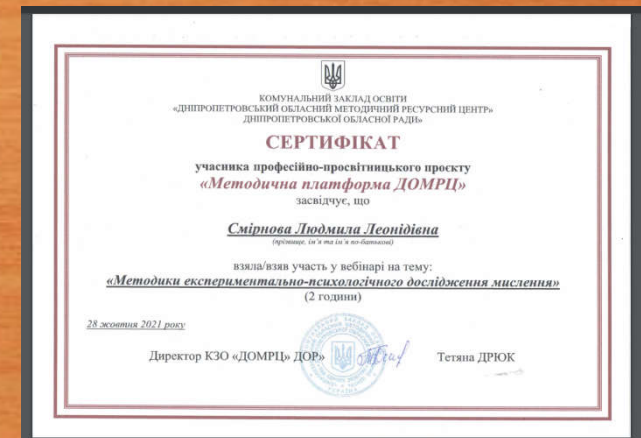 КОМУНАЛЬНИЙ ЗАКЛАД ОСВІТИ
«ДНІПРОПЕТРОВСЬКИЙ ОБЛАСНИЙ МЕТОДИЧНИЙ РЕСУРСНИЙ ЦЕНТР»
ДНІПРОПЕТРОВСЬКОЇ ОБЛАСНОЇ РАДИ»
СЕРТИФІКАТ
учасника професійно-просвітницького проєкту
«Методична платформа ДОМРЦ»
засвідчує, що
Смірнова Людмила Леонідівна
(прізвище, ім'я та ім'я по-батькові)
взяла/взяв участь у вебінарі на тему:
«Методики експериментально-психологічного дослідження мислення»
(2 години)
28 жовтня 2021 року
Директор КЗО «ДОМРЦ» ДОР» Тетяна ДРЮК